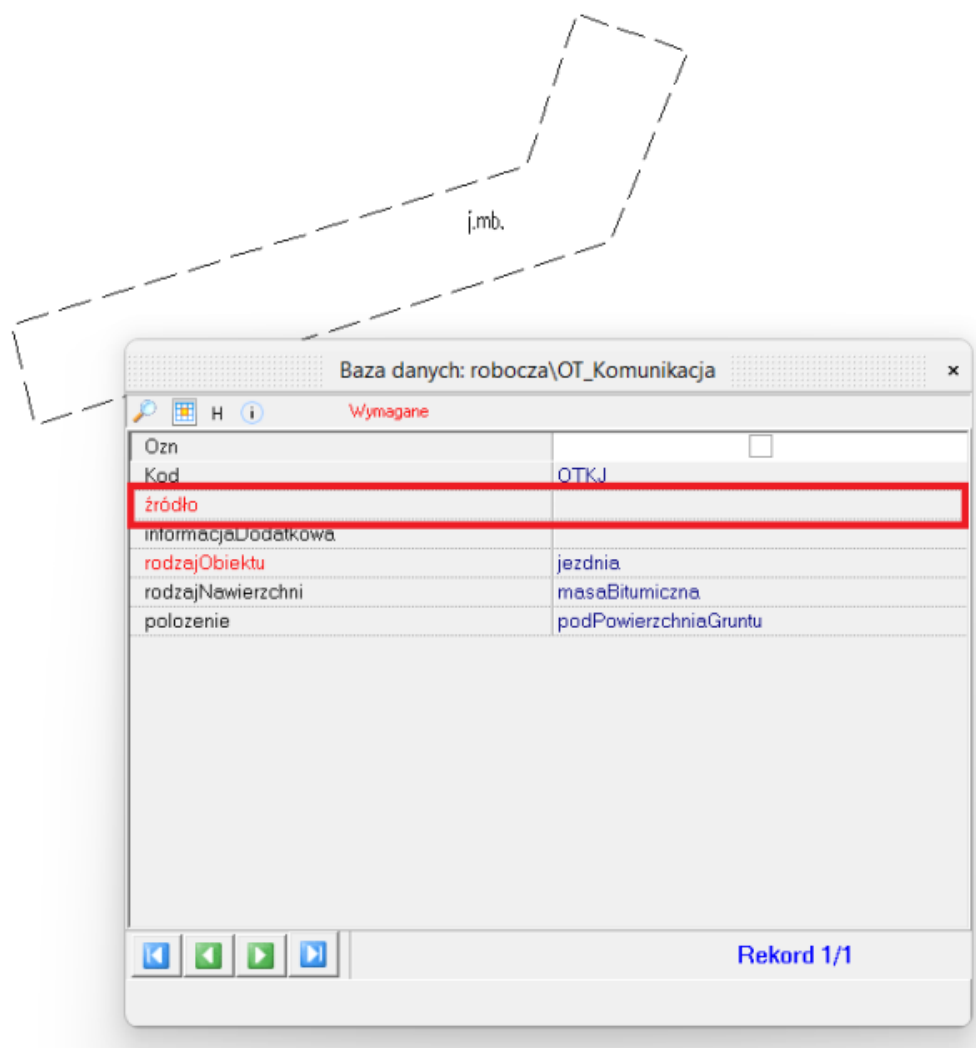 j.mb.
Baza danych: robocza\OT_Komunikacja ×
H i Wymagane
Ozn
Kod OTKJ
źródło
informacjaDodatkowa
rodzajObiektu jezdnia
rodzajNawierzchni masaBitumiczna
polozenie podPowierzchniaGruntu
Rekord 1/1